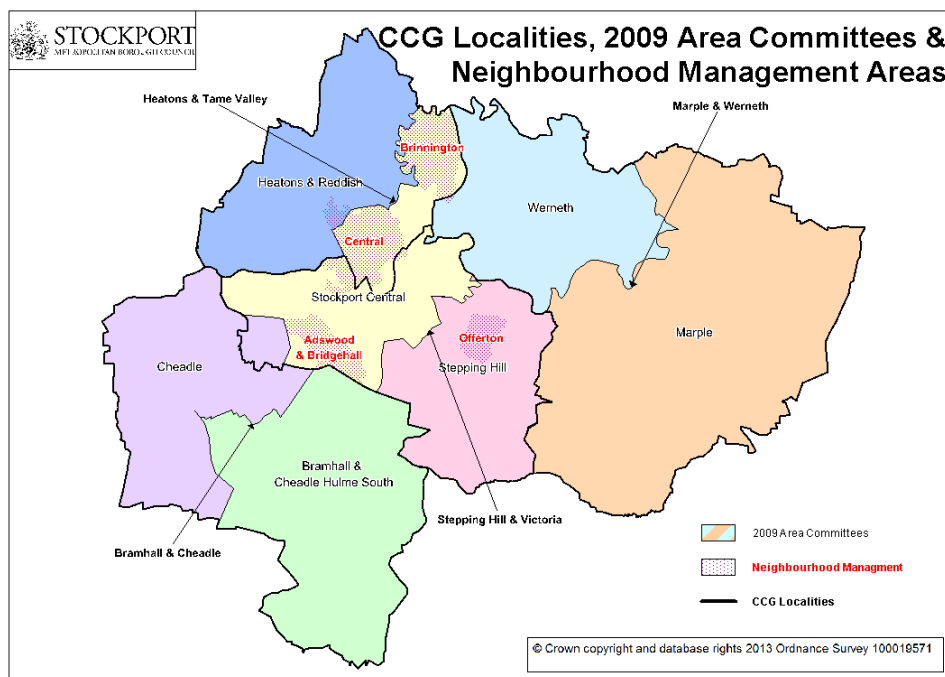 STOCKPORT
METROPOLITAN BOROUGH COUNCIL
CCG Localities, 2009 Area Committees &
Neighbourhood Management Areas
Heatons & Tame Valley
Marple & Werneth
Brinnington
Heatons & Reddish
Werneth
Central
Stockport Central
Marple
Adswood
& Bridgehall
Offerton
Cheadle
Stepping Hill
Bramhall &
Cheadle Hulme South
Stepping Hill & Victoria
Bramhall & Cheadle
2009 Area Committees
Neighbourhood Managment
CCG Localities
© Crown copyright and database rights 2013 Ordnance Survey 100019571